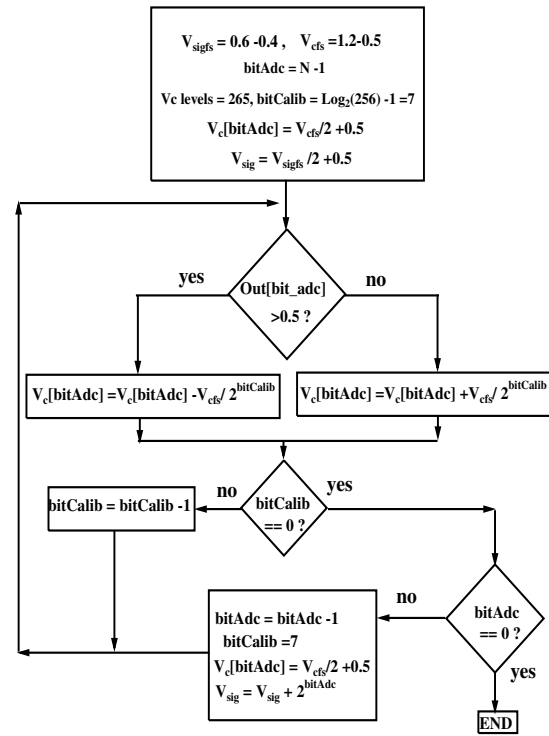 V_sigfs = 0.6 -0.4 , V_cfs =1.2-0.5
bitAdc = N -1
Vc levels = 265, bitCalib = Log_2(256) -1 =7
V_c[bitAdc] = V_cfs/2 +0.5
V_sig = V_sigfs /2 +0.5
yes
Out[bit_adc]
>0.5 ?
no
V_c[bitAdc] =V_c[bitAdc] -V_cfs/ 2^bitCalib
V_c[bitAdc] =V_c[bitAdc] +V_cfs/ 2^bitCalib
bitCalib = bitCalib -1
no
bitCalib
== 0 ?
yes
bitAdc = bitAdc -1
bitCalib =7
V_c[bitAdc] = V_cfs/2 +0.5
V_sig = V_sig + 2^bitAdc
no
bitAdc
== 0 ?
yes
END